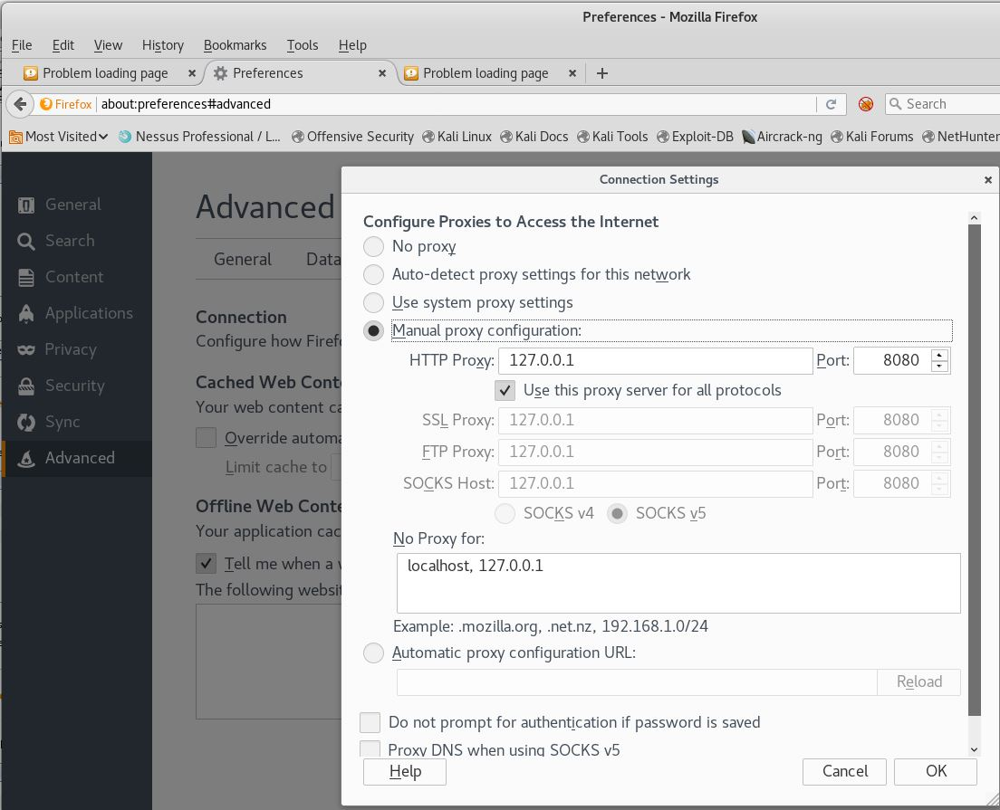 Preferences - Mozilla Firefox
File Edit View History Bookmarks Tools Help
Problem loading page × Preferences × Problem loading page × +
Firefox about:preferences#advanced Search
Most Visited Nessus Professional / L... Offensive Security Kali Linux Kali Docs Kali Tools Exploit-DB Aircrack-ng Kali Forums NetHunter
General
Search
Content
Applications
Privacy
Security
Sync
Advanced
Advanced
General Data
Connection
Configure how Firef
Cached Web Conte
Your web content ca
Override automa
Limit cache to
Offline Web Conte
Your application cac
Tell me when a w
The following websit
Connection Settings ×
Configure Proxies to Access the Internet
No proxy
Auto-detect proxy settings for this network
Use system proxy settings
Manual proxy configuration:
HTTP Proxy: 127.0.0.1 Port: 8080
Use this proxy server for all protocols
SSL Proxy: 127.0.0.1 Port: 8080
FTP Proxy: 127.0.0.1 Port: 8080
SOCKS Host: 127.0.0.1 Port: 8080
SOCKS v4 SOCKS v5
No Proxy for:
localhost, 127.0.0.1
Example: .mozilla.org, .net.nz, 192.168.1.0/24
Automatic proxy configuration URL:
Reload
Do not prompt for authentication if password is saved
Proxy DNS when using SOCKS v5
Help Cancel OK